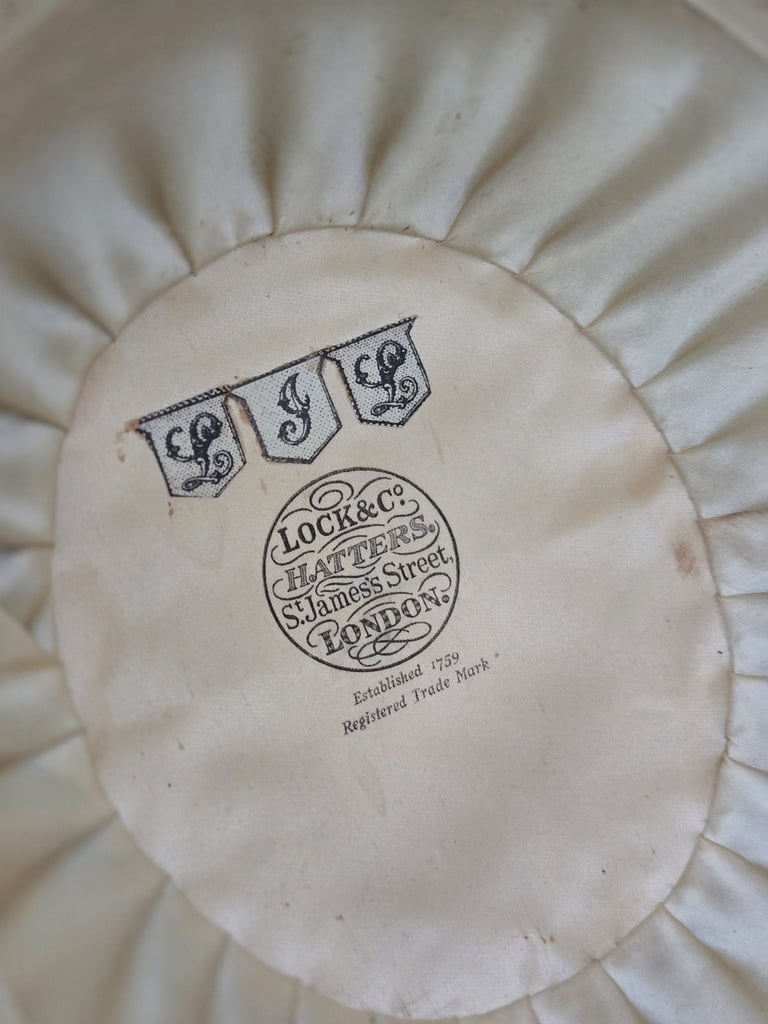 L J L
LOCK & Cº
HATTERS.
Sᵗ. James's Street,
LONDON.
Established 1759
Registered Trade Mark